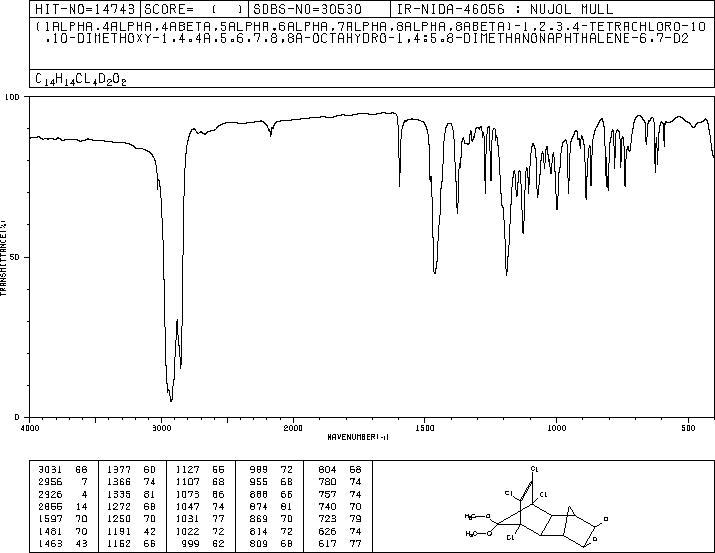 HIT-NO=14743 SCORE= ( ) SDBS-NO=30530 IR-NIDA-46056 : NUJOL MULL
(1ALPHA,4ALPHA,4ABETA,5ALPHA,6ALPHA,7ALPHA,8ALPHA,8ABETA)-1,2,3,4-TETRACHLORO-10
,10-DIMETHOXY-1,4,4A,5,6,7,8,8A-OCTAHYDRO-1,4:5,8-DIMETHANONAPHTHALENE-6,7-D2
C14H14CL4D2O2
100
50
0
TRANSMITTANCE(%)
4000 3000 2000 1500 1000 500
WAVENUMBER(-1)
3031 66 1377 60 1127 55 989 72 804 68
2956 7 1366 74 1107 68 955 68 780 74
2926 4 1335 81 1073 86 888 66 757 74
2855 14 1272 68 1047 74 874 81 740 70
1597 70 1250 70 1031 77 869 70 723 79
1481 70 1191 42 1022 72 814 72 626 74
1463 43 1152 66 999 62 809 68 617 77
Cl
Cl
Cl
Cl
H3C
O
H3C
O
D
D